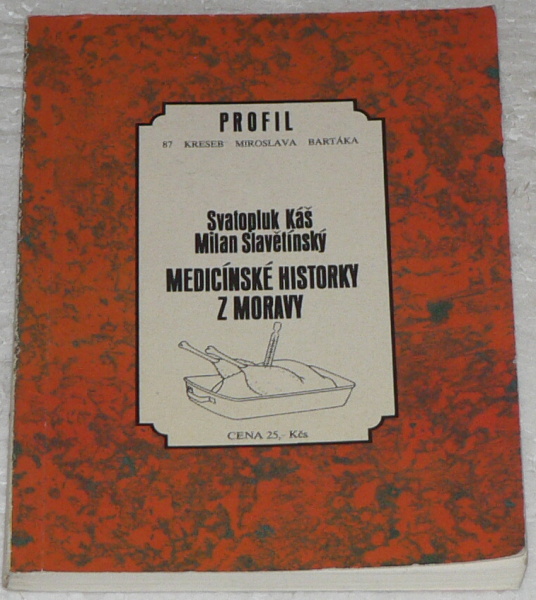 PROFIL
87 KRESEB MIROSLAVA BARTÁKA
Svatopluk Káš
Milan Slavětínský
MEDICÍNSKÉ HISTORKY
Z MORAVY
CENA 25,- Kčs